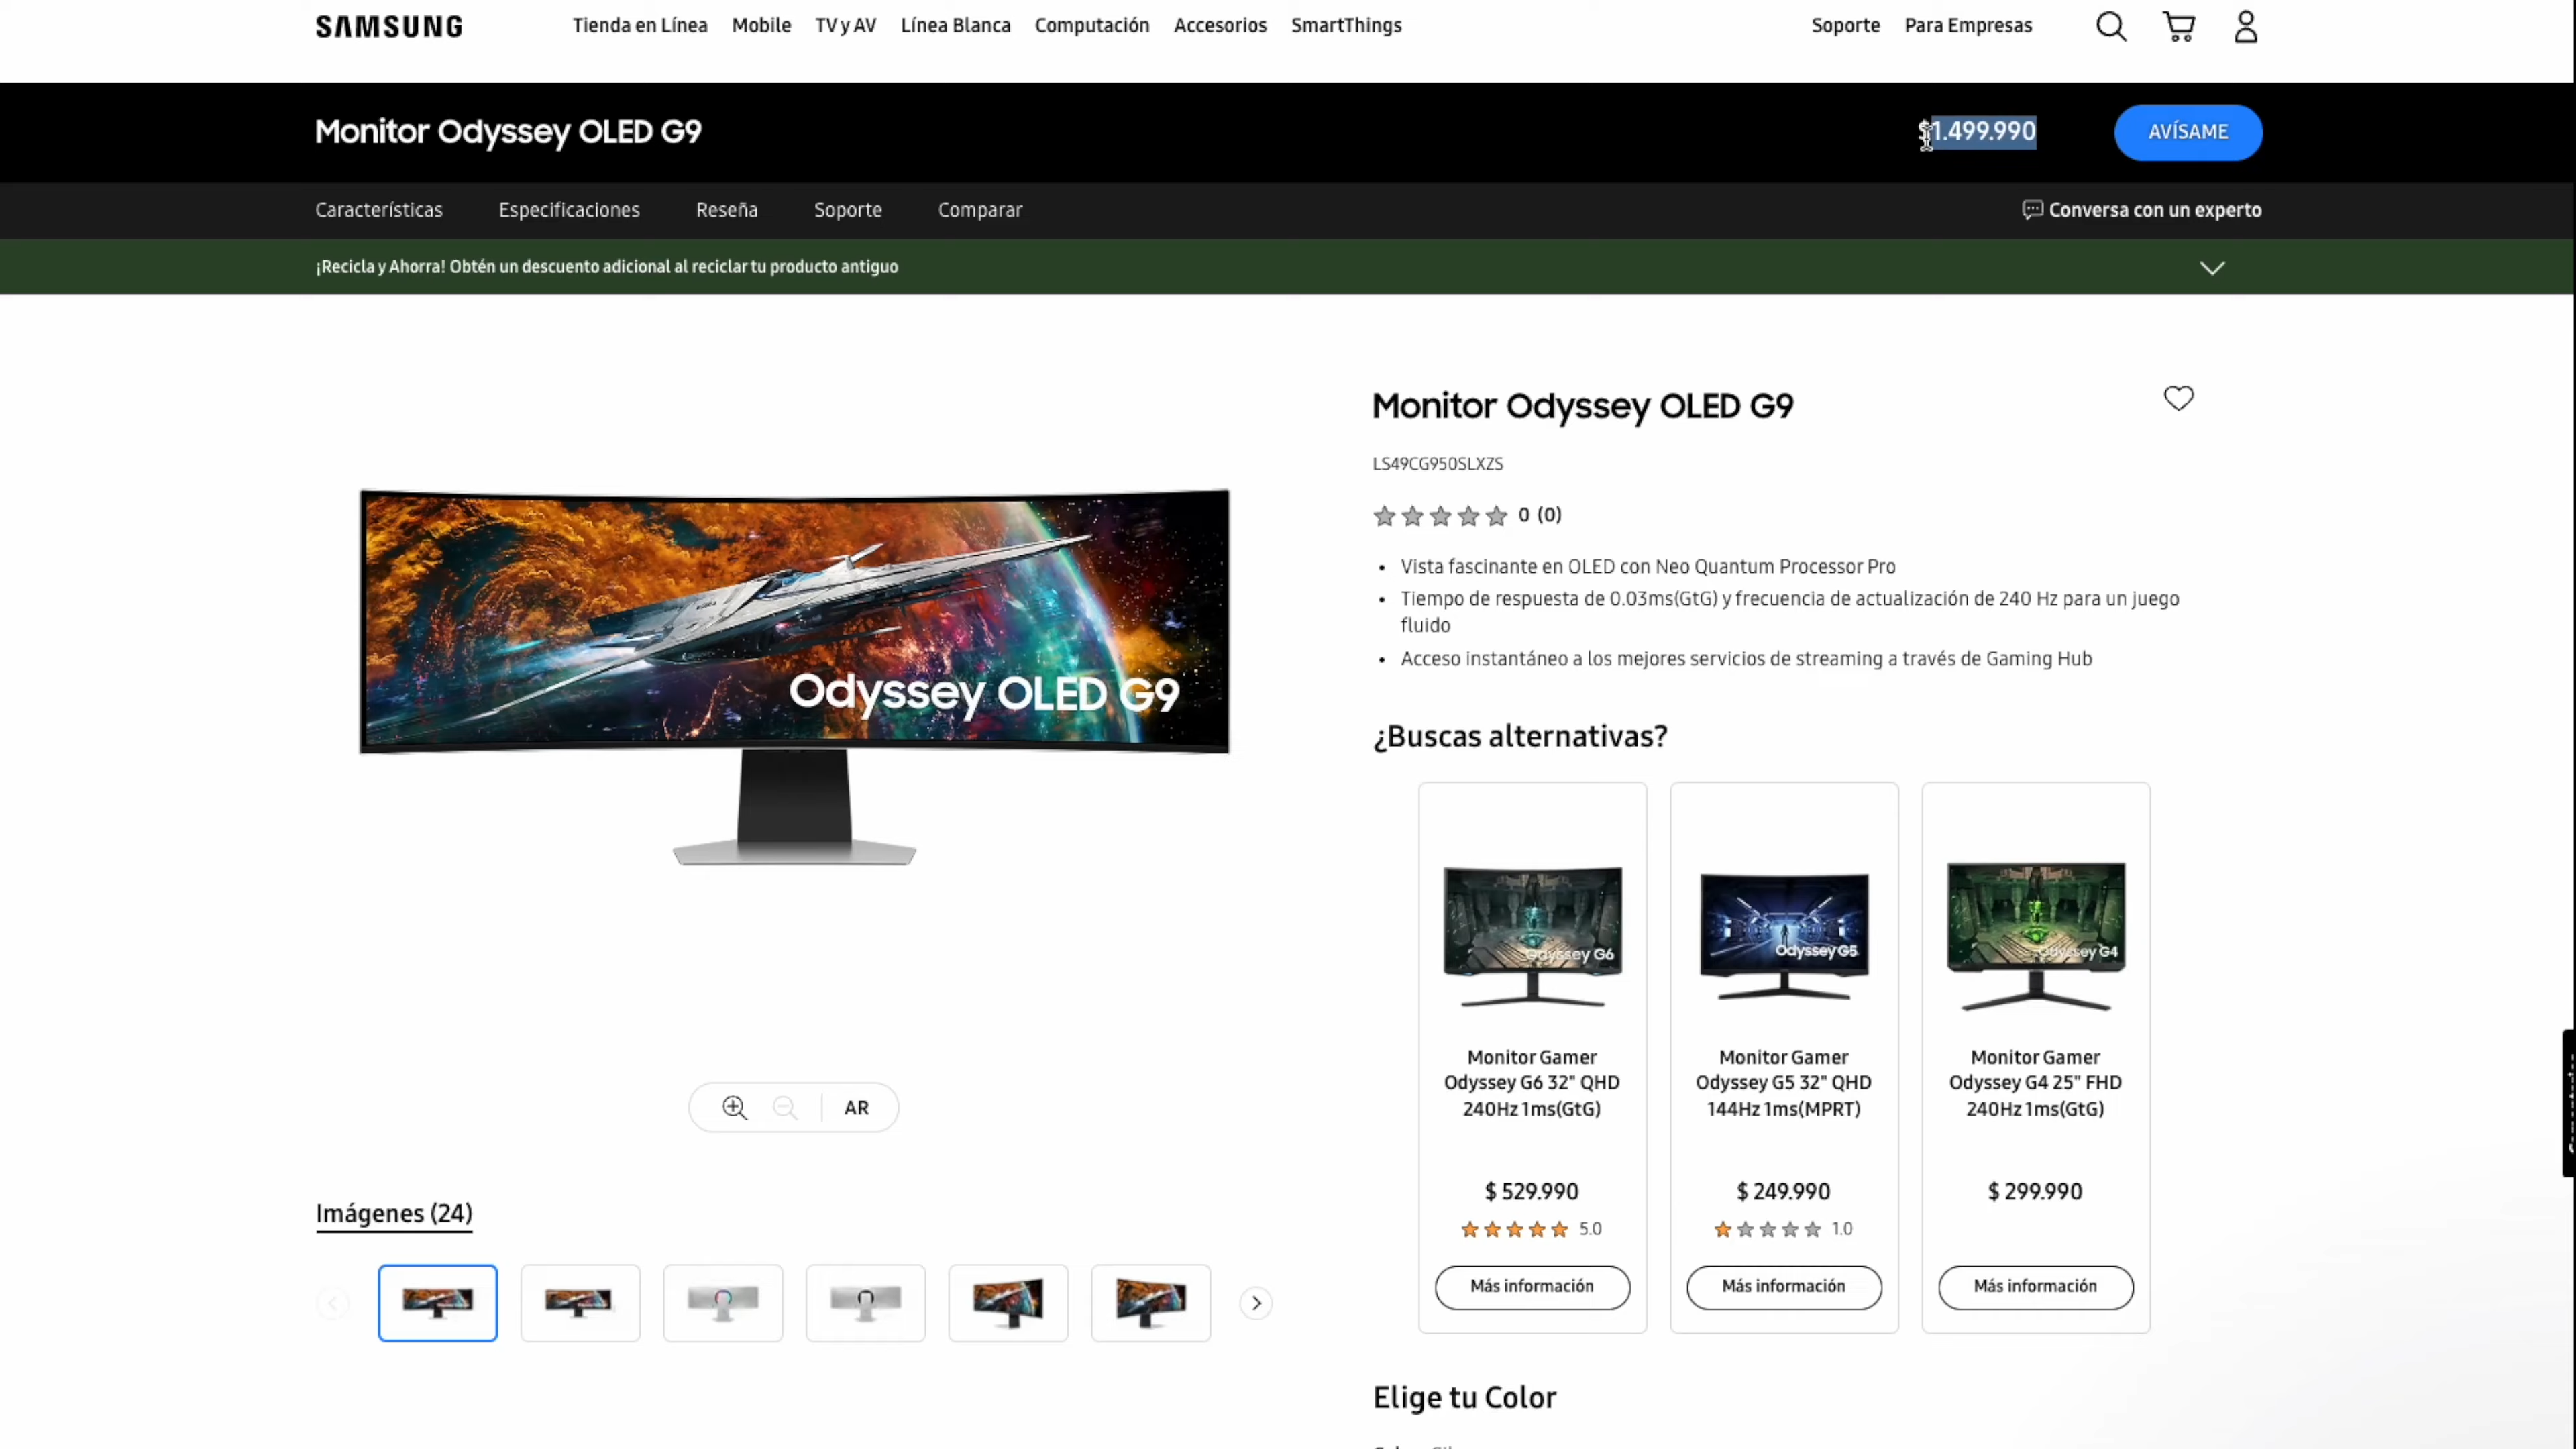 SAMSUNG
Tienda en Línea Mobile TV y AV Línea Blanca Computación Accesorios SmartThings Soporte Para Empresas
Monitor Odyssey OLED G9 $1.499.990 AVÍSAME
Características Especificaciones Reseña Soporte Comparar Conversa con un experto
¡Recicla y Ahorra! Obtén un descuento adicional al reciclar tu producto antiguo
Odyssey OLED G9
AR
Imágenes (24)
Monitor Odyssey OLED G9
LS49CG950SLXZS
0 (0)
• Vista fascinante en OLED con Neo Quantum Processor Pro
• Tiempo de respuesta de 0.03ms(GtG) y frecuencia de actualización de 240 Hz para un juego
fluido
• Acceso instantáneo a los mejores servicios de streaming a través de Gaming Hub
¿Buscas alternativas?
Odyssey G6
Monitor Gamer
Odyssey G6 32" QHD
240Hz 1ms(GtG)
$ 529.990
5.0
Más información
Odyssey G5
Monitor Gamer
Odyssey G5 32" QHD
144Hz 1ms(MPRT)
$ 249.990
1.0
Más información
Odyssey G4
Monitor Gamer
Odyssey G4 25" FHD
240Hz 1ms(GtG)
$ 299.990
Más información
Elige tu Color